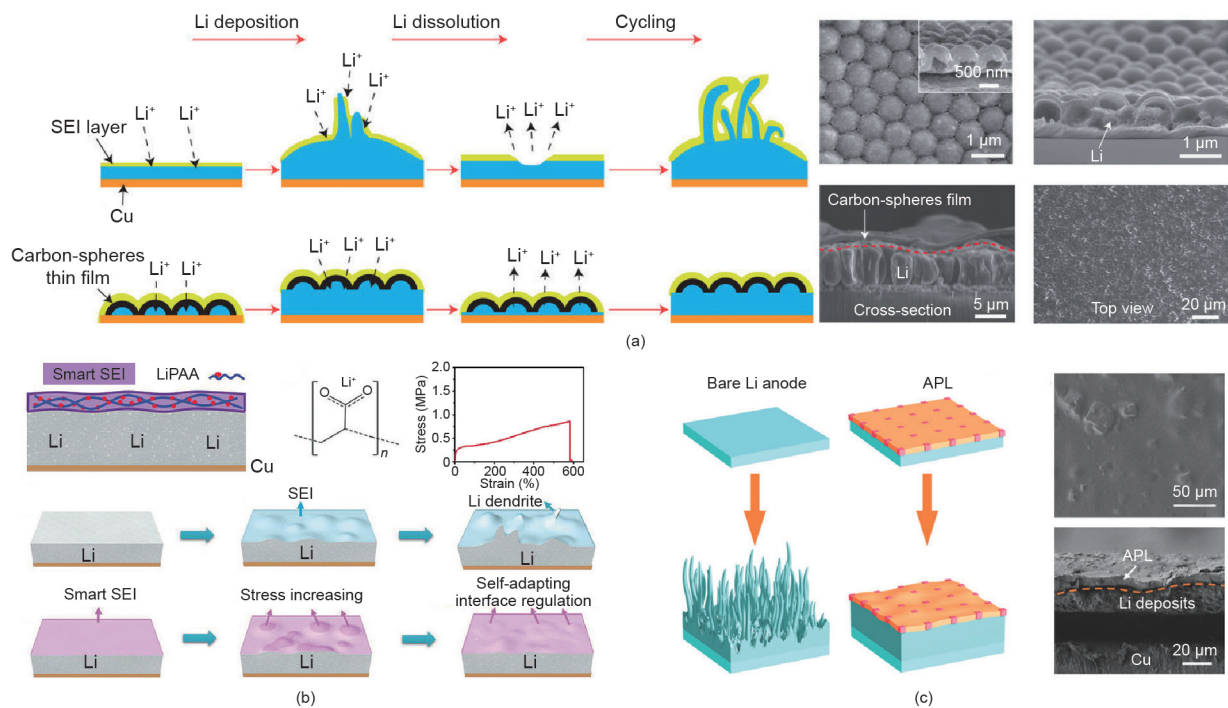 Li deposition
Li dissolution
Cycling
Li⁺
Li⁺
Li⁺
Li⁺
Li⁺
SEI layer
Li⁺
Li⁺
Li⁺
Cu
Carbon-spheres
thin film
Li⁺
Li⁺
Li⁺
Li⁺
Li⁺
Li⁺
Li⁺
Li⁺
500 nm
1 μm
Li
1 μm
Carbon-spheres film
Li
5 μm
Cross-section
Top view
20 μm
(a)
Smart SEI
LiPAA
Li
Li
Li
Cu
Li⁺
O
O
⁻
n
Stress (MPa)
2.0
1.5
1.0
0.5
0
0
200
400
600
800
Strain (%)
SEI
Li dendrite
Li
Li
Li
Smart SEI
Stress increasing
Self-adapting
interface regulation
Li
Li
Li
(b)
Bare Li anode
APL
50 μm
APL
Li deposits
Cu
20 μm
(c)